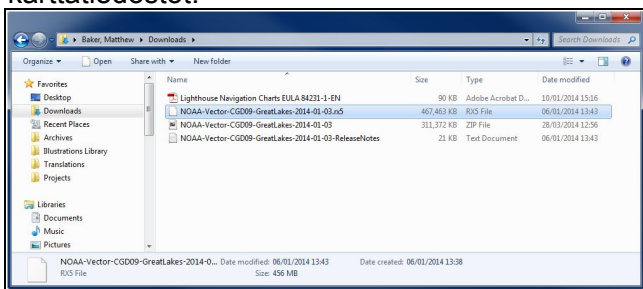 karttatiedostot.
Baker, Matthew ▸ Downloads ▸
Search Downloads
Organize ▾ Open Share with ▾ New folder
Favorites
Desktop
Downloads
Recent Places
Archives
Illustrations Library
Translations
Projects
Libraries
Documents
Music
Pictures
Name Size Type Date modified
Lighthouse Navigation Charts EULA 84231-1-EN 90 KB Adobe Acrobat D... 10/01/2014 15:16
NOAA-Vector-CGD09-GreatLakes-2014-01-03.rx5 467,463 KB RX5 File 06/01/2014 13:43
NOAA-Vector-CGD09-GreatLakes-2014-01-03 311,372 KB ZIP File 28/03/2014 12:56
NOAA-Vector-CGD09-GreatLakes-2014-01-03-ReleaseNotes 21 KB Text Document 06/01/2014 13:43
NOAA-Vector-CGD09-GreatLakes-2014-0... Date modified: 06/01/2014 13:43 Date created: 06/01/2014 13:38
RX5 File Size: 456 MB